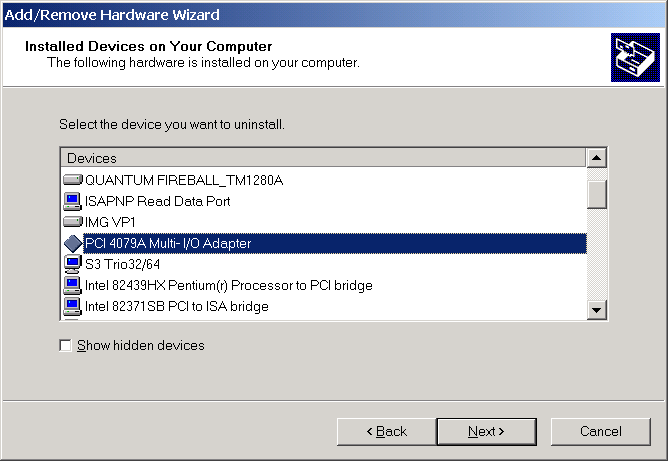 Add/Remove Hardware Wizard
Installed Devices on Your Computer
The following hardware is installed on your computer.
Select the device you want to uninstall.
Devices
QUANTUM FIREBALL_TM1280A
ISAPNP Read Data Port
IMG VP1
PCI 4079A Multi- I/O Adapter
S3 Trio32/64
Intel 82439HX Pentium(r) Processor to PCI bridge
Intel 82371SB PCI to ISA bridge
Show hidden devices
< Back Next > Cancel